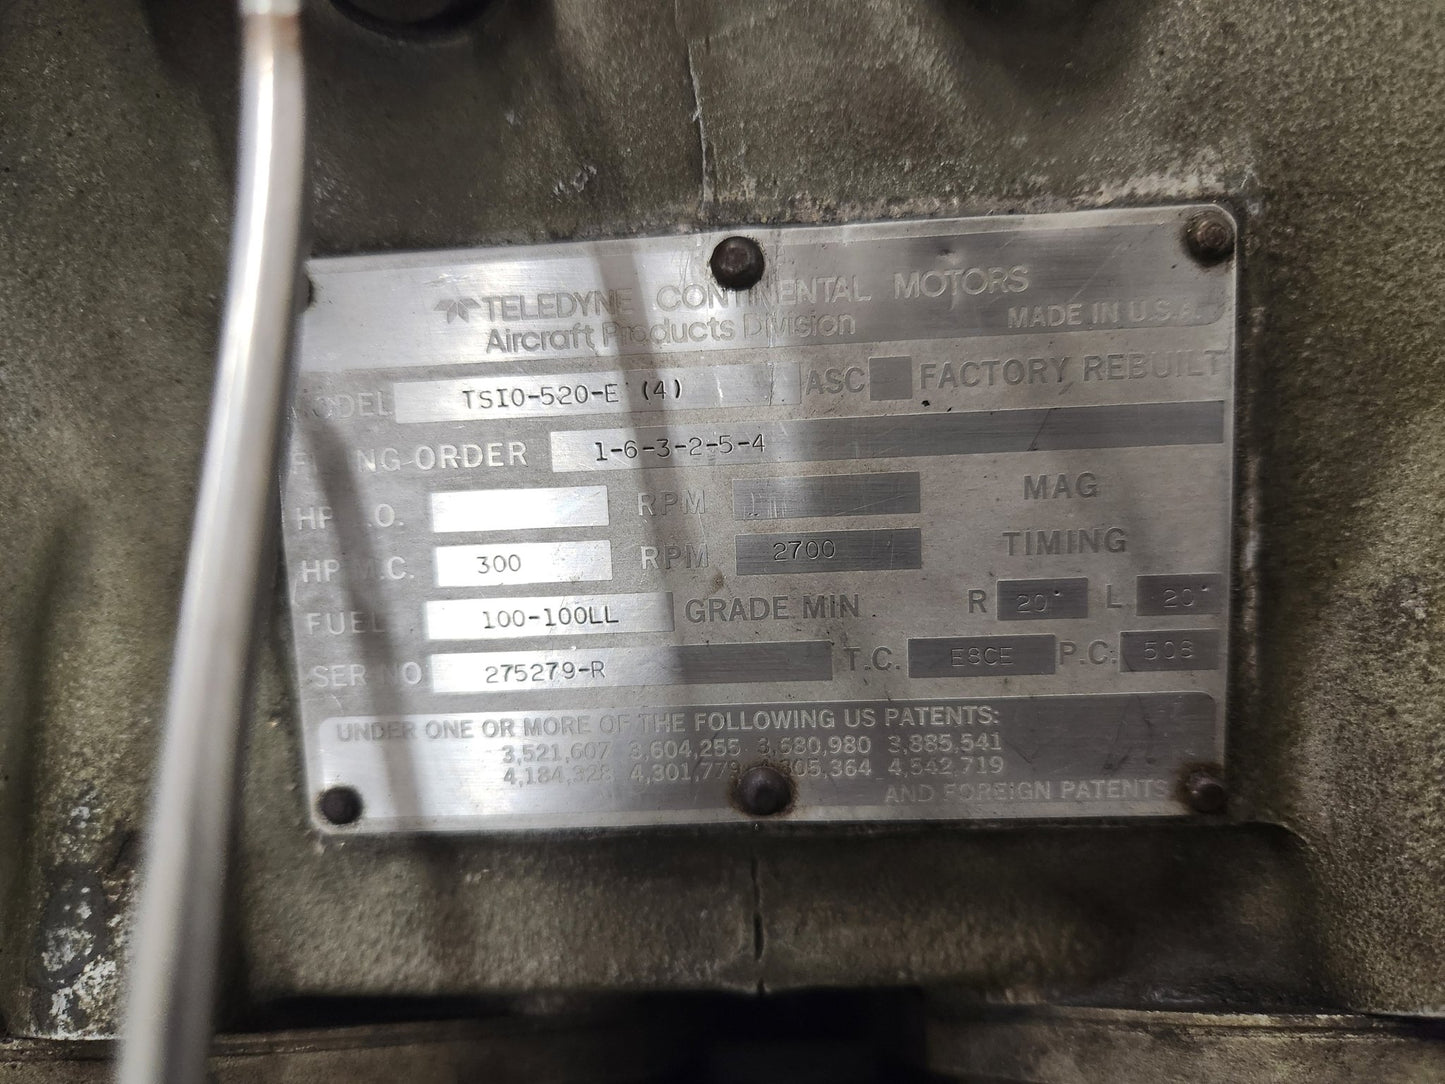 TELEDYNE CONTINENTAL MOTORS
Aircraft Products Division MADE IN U.S.A.
MODEL TSIO-520-E (4) ASC FACTORY REBUILT
FIRING ORDER 1-6-3-2-5-4
HP RPM MAG
HP M.C. 300 RPM 2700 TIMING
FUEL 100-100LL GRADE MIN. R 20° L 20°
SER NO 275279-R T.C. E8CE P.C. 508
UNDER ONE OR MORE OF THE FOLLOWING US PATENTS:
3,521,607 3,604,255 3,680,980 3,885,541
4,184,328 4,542,719
AND FOREIGN PATENTS